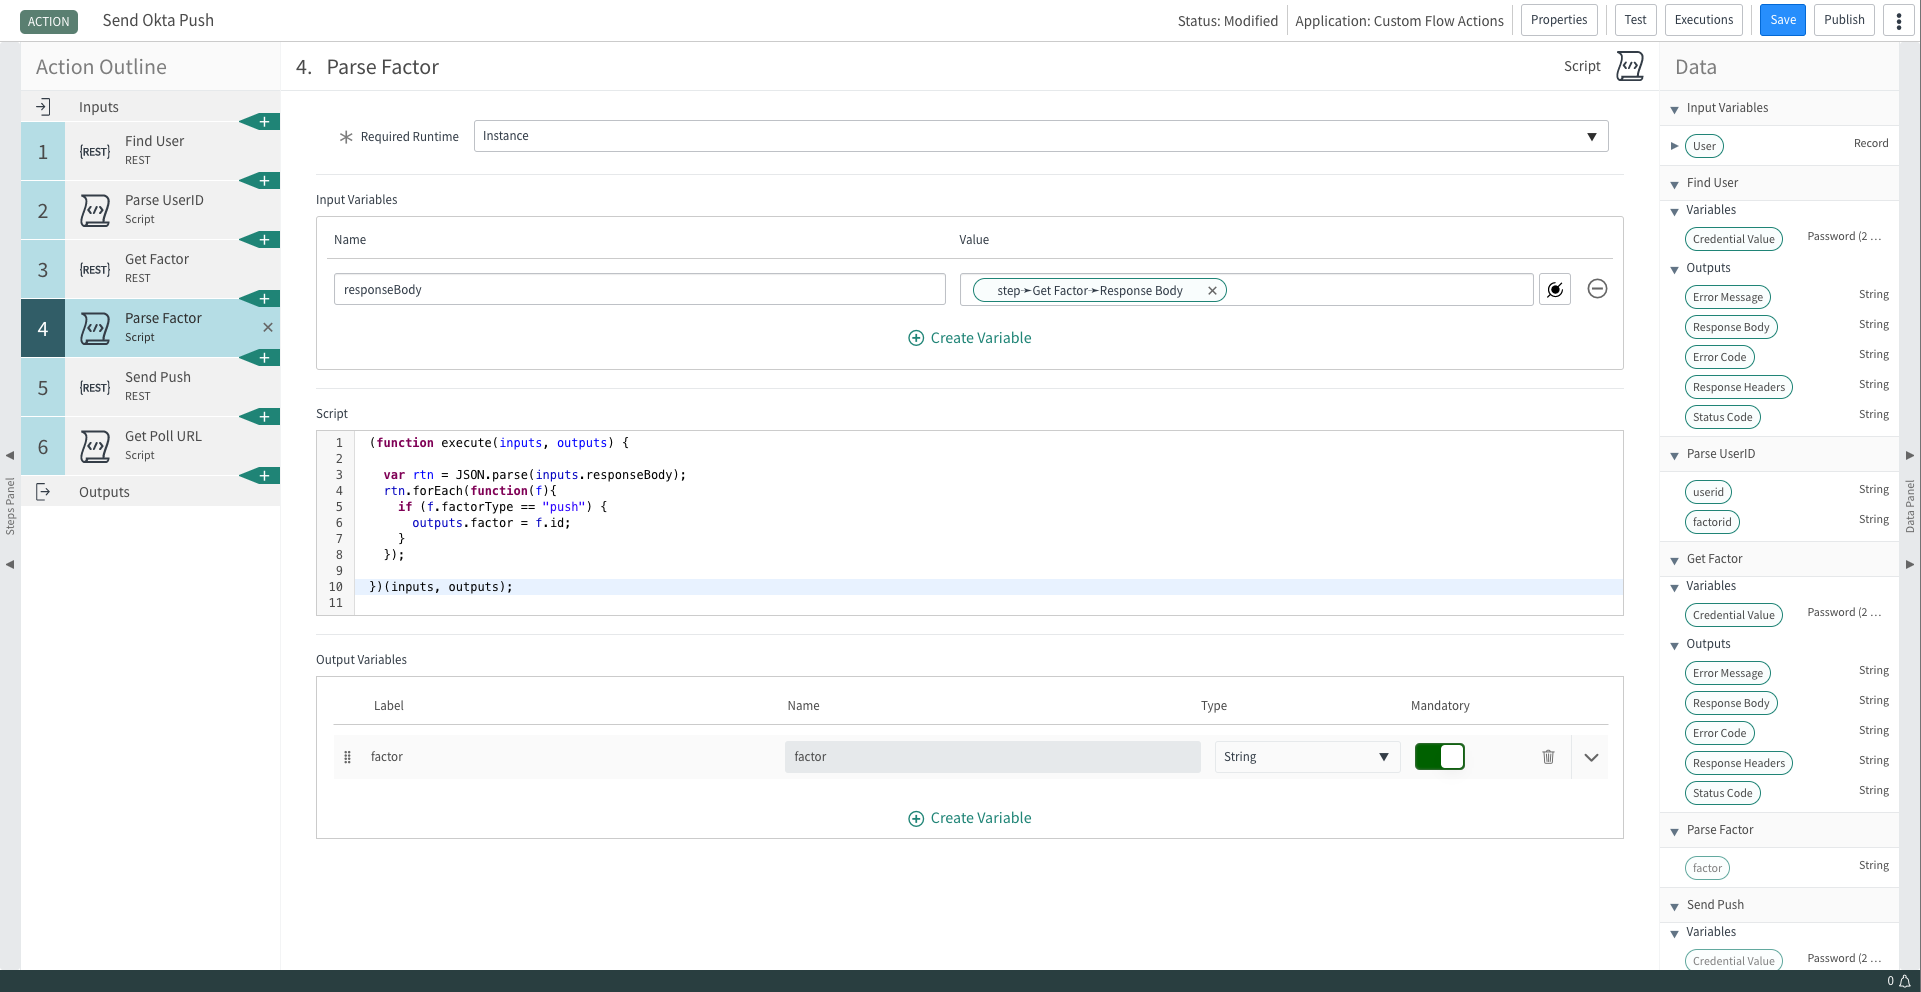 ACTION
Send Okta Push
Status: Modified
Application: Custom Flow Actions
Properties
Test
Executions
Save
Publish
Action Outline
Inputs
1
{REST}
Find User
REST
2
Parse UserID
Script
3
{REST}
Get Factor
REST
4
Parse Factor
Script
5
{REST}
Send Push
REST
6
Get Poll URL
Script
Outputs
Steps Panel
4. Parse Factor
Script
Required Runtime
Instance
Input Variables
Name
Value
responseBody
step➛Get Factor➛Response Body
Create Variable
Script
1 (function execute(inputs, outputs) {
2
3 var rtn = JSON.parse(inputs.responseBody);
4 rtn.forEach(function(f){
5 if (f.factorType == "push") {
6 outputs.factor = f.id;
7 }
8 });
9
10 })(inputs, outputs);
11
Output Variables
Label
Name
Type
Mandatory
factor
factor
String
Create Variable
Data
Input Variables
User
Record
Find User
Variables
Credential Value
Password (2 ...
Outputs
Error Message
String
Response Body
String
Error Code
String
Response Headers
String
Status Code
String
Parse UserID
userid
String
factorid
String
Get Factor
Variables
Credential Value
Password (2 ...
Outputs
Error Message
String
Response Body
String
Error Code
String
Response Headers
String
Status Code
String
Parse Factor
factor
String
Send Push
Variables
Credential Value
Password (2 ...
Data Panel
0